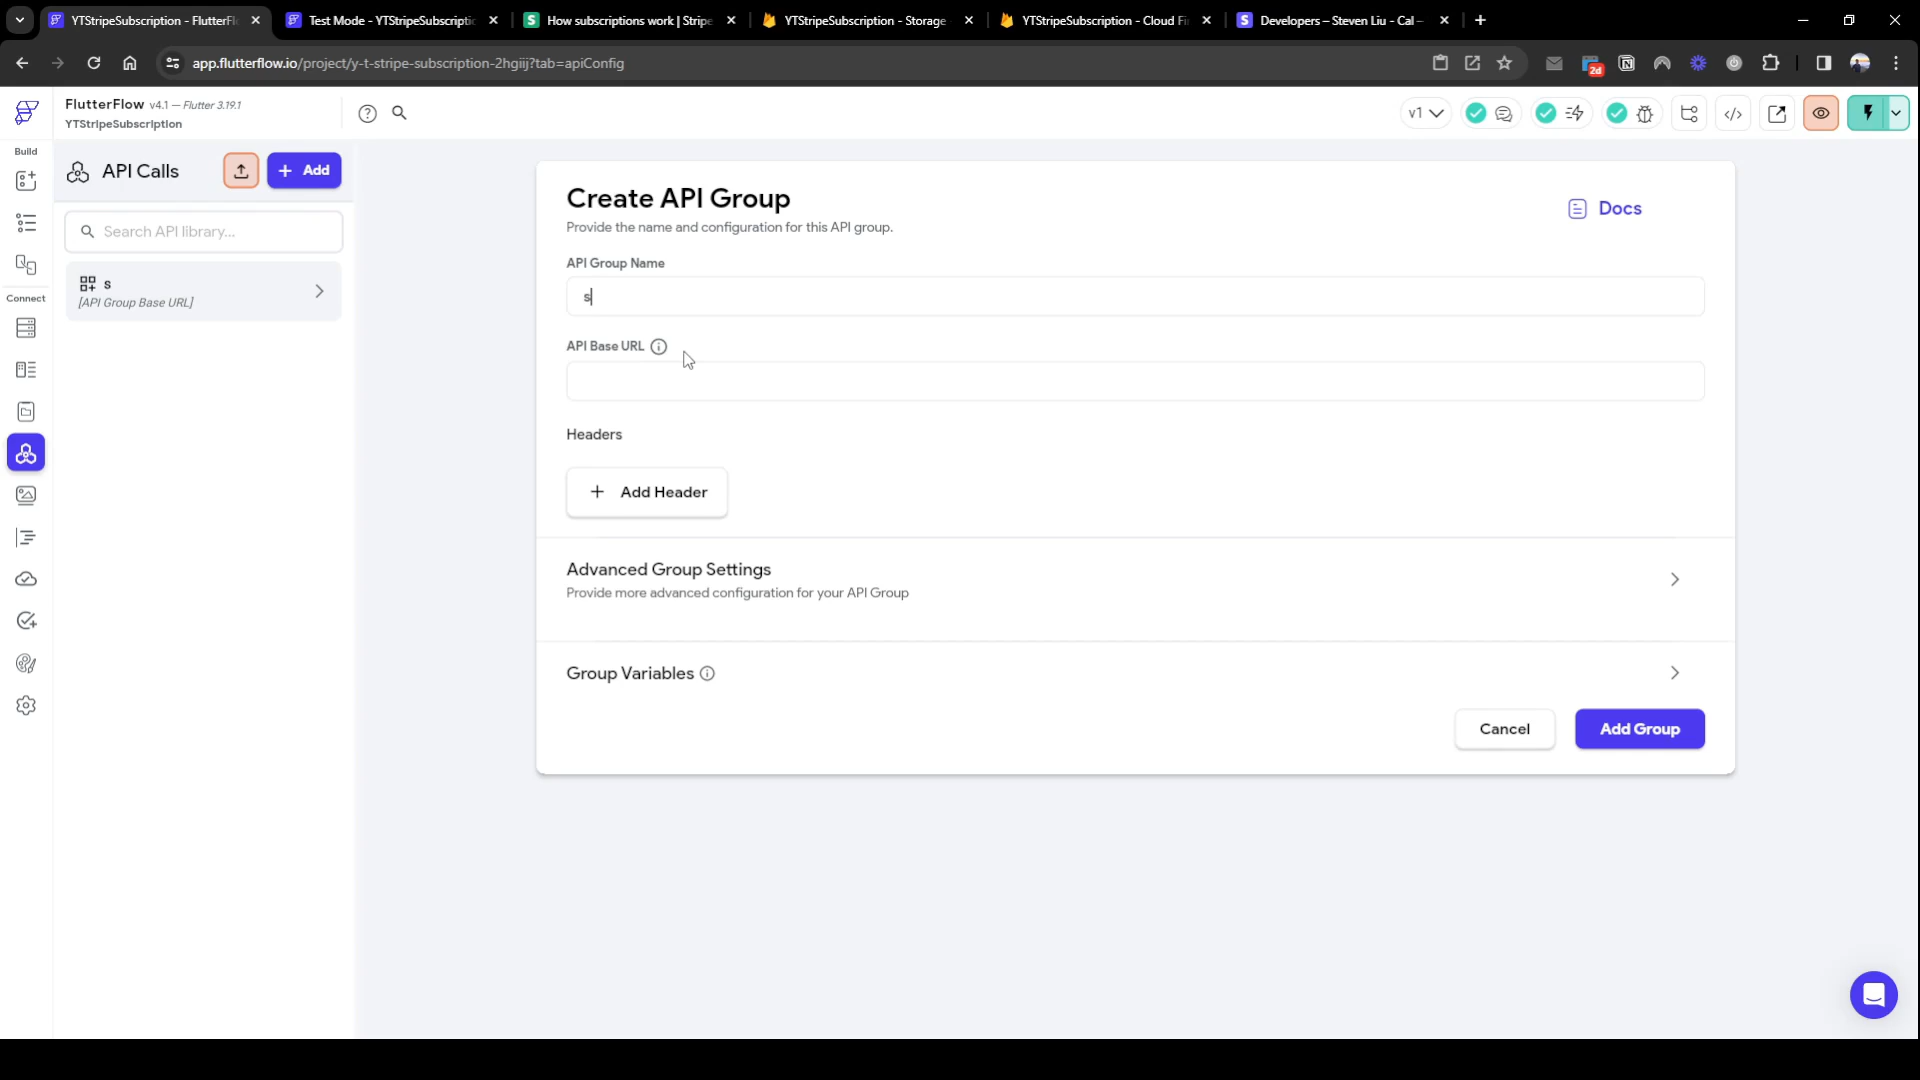 YTStripeSubscription - FlutterFl
Test Mode - YTStripeSubscriptic
How subscriptions work | Stripe
YTStripeSubscription - Storage
YTStripeSubscription - Cloud Fi
Developers – Steven Liu - Cal –
app.flutterflow.io/project/y-t-stripe-subscription-2hgiij?tab=apiConfig
2d
FlutterFlow v4.1 — Flutter 3.19.1
YTStripeSubscription
v1
Build
API Calls
+ Add
Search API library...
s
[API Group Base URL]
Connect
Create API Group
Provide the name and configuration for this API group.
Docs
API Group Name
s
API Base URL
Headers
+ Add Header
Advanced Group Settings
Provide more advanced configuration for your API Group
Group Variables
Cancel
Add Group